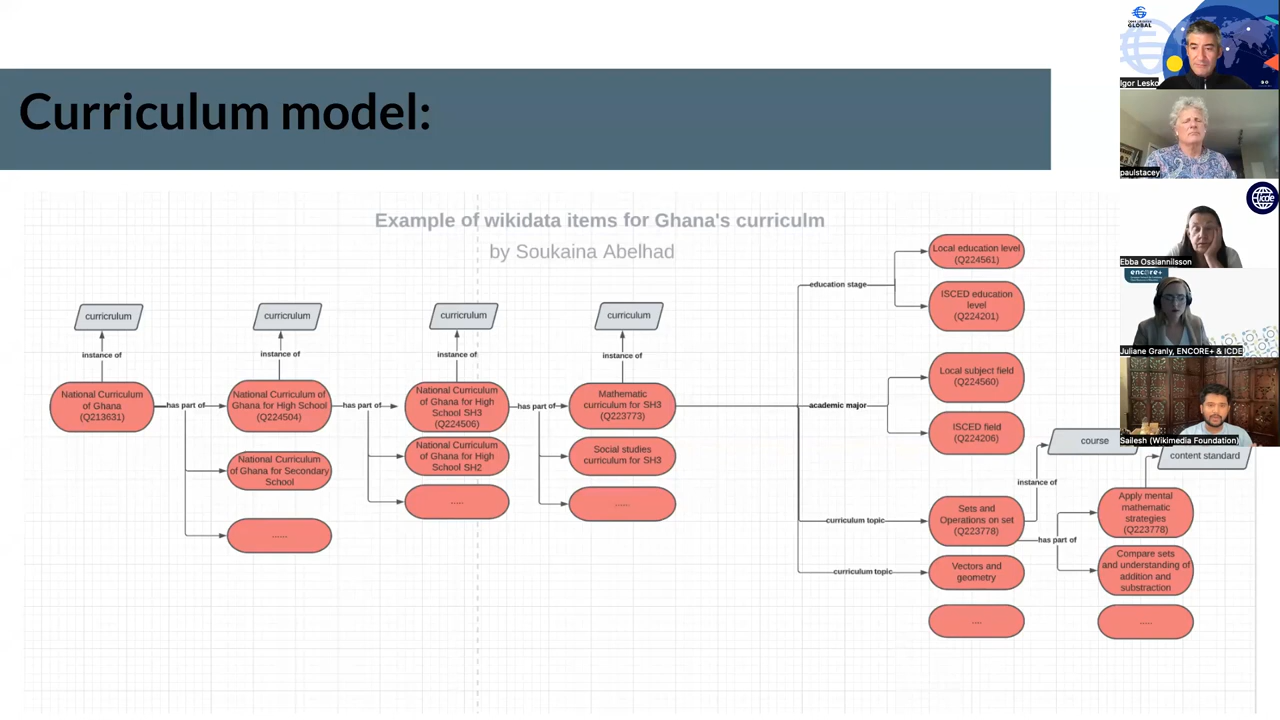 Curriculum model:
Example of wikidata items for Ghana's curriculm
by Soukaina Abelhad
curriculum
curriculum
curriculum
curriculum
instance of
instance of
instance of
instance of
National Curriculum
of Ghana
(Q213631)
has part of
National Curriculum of
Ghana for High School
(Q224504)
National Curriculum
of Ghana for Secondary
School
......
has part of
National Curriculum
of Ghana for High
School SH3
(Q224506)
National Curriculum
of Ghana for High
School SH2
.....
has part of
Mathematic
curriculum for SH3
(Q223773)
Social studies
curriculum for SH3
.....
education stage
Local education level
(Q224561)
ISCED education
level
(Q224201)
academic major
Local subject field
(Q224560)
ISCED field
(Q224206)
curriculum topic
Sets and
Operations on set
(Q223778)
curriculum topic
Vectors and
geometry
....
instance of
course
has part of
content standard
Apply mental
mathematic
strategies
(Q223778)
Compare sets
and understanding of
addition and
substraction
.....
GLOBAL
Igor Lesko
paulstacey
icde
Ebba Ossiannilsson
encore+
Juliane Granly, ENCORE+ & ICDE
Sailesh (Wikimedia Foundation)